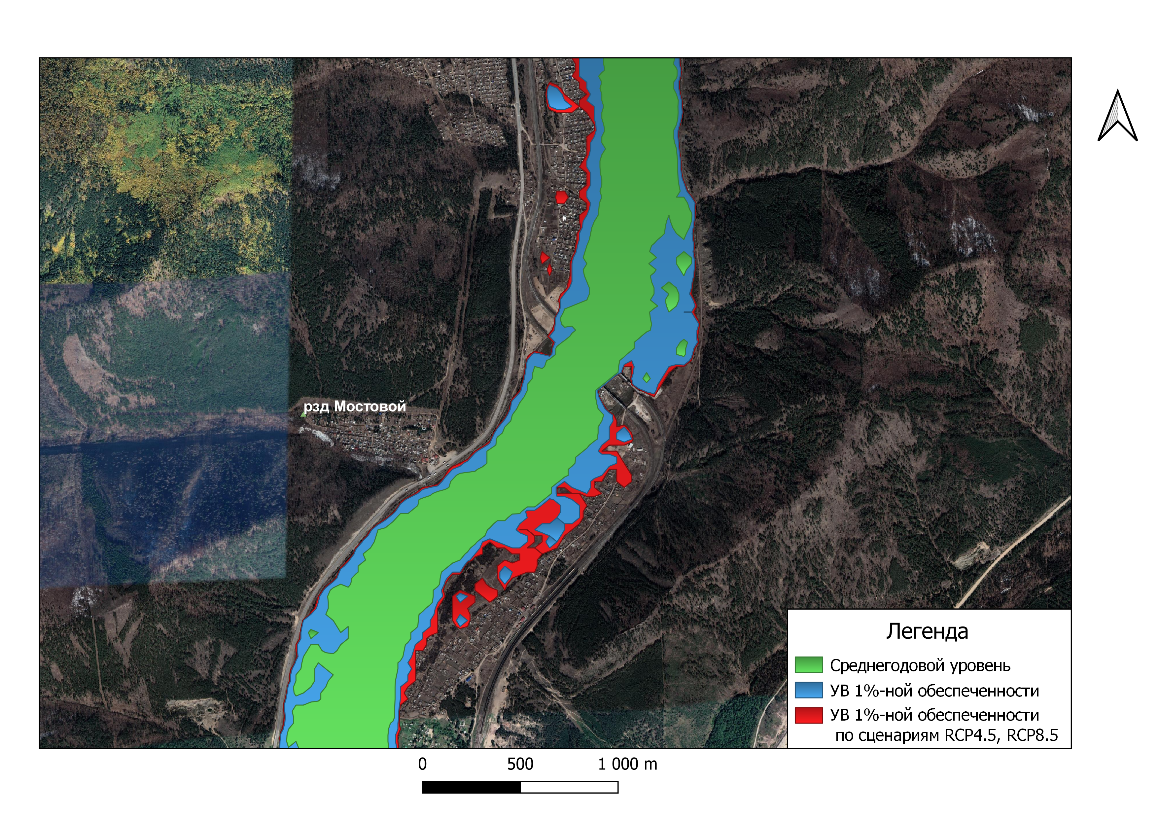 рзд Мостовой
Легенда
Среднегодовой уровень
УВ 1%-ной обеспеченности
УВ 1%-ной обеспеченности
по сценариям RCP4.5, RCP8.5
0 500 1 000 m